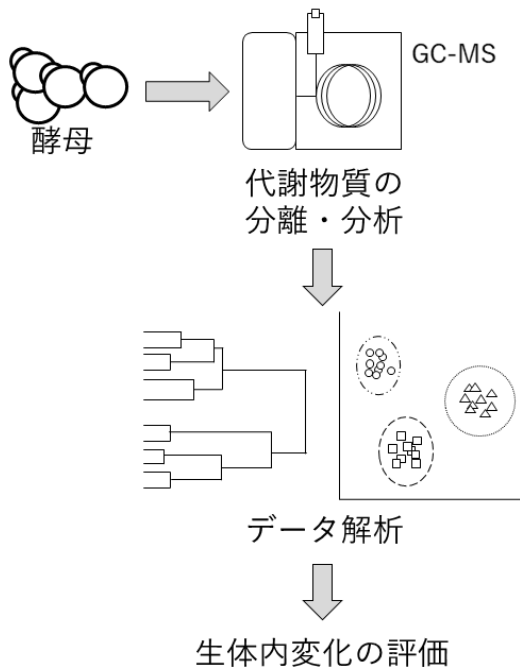 GC-MS
酵母
代謝物質の
分離・分析
データ解析
生体内変化の評価